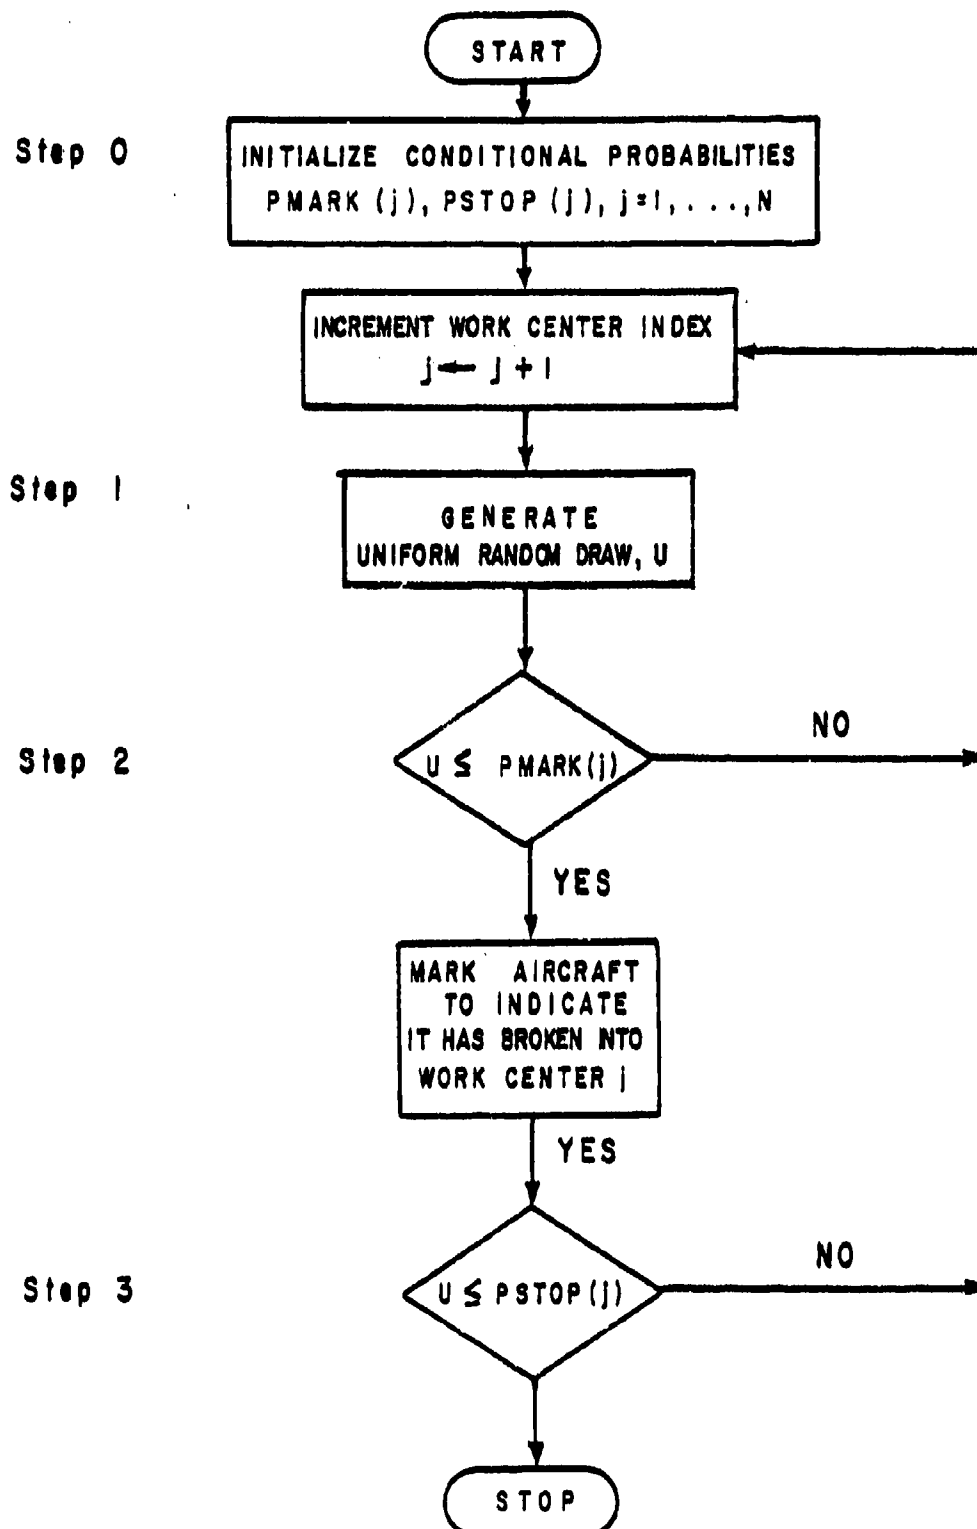 START
Step 0
INITIALIZE CONDITIONAL PROBABILITIES
PMARK (j), PSTOP (j), j=1, . . ., N
INCREMENT WORK CENTER INDEX
j ← j + 1
Step 1
GENERATE
UNIFORM RANDOM DRAW, U
NO
Step 2
U ≤ PMARK(j)
YES
MARK AIRCRAFT
TO INDICATE
IT HAS BROKEN INTO
WORK CENTER j
YES
NO
Step 3
U ≤ PSTOP(j)
STOP